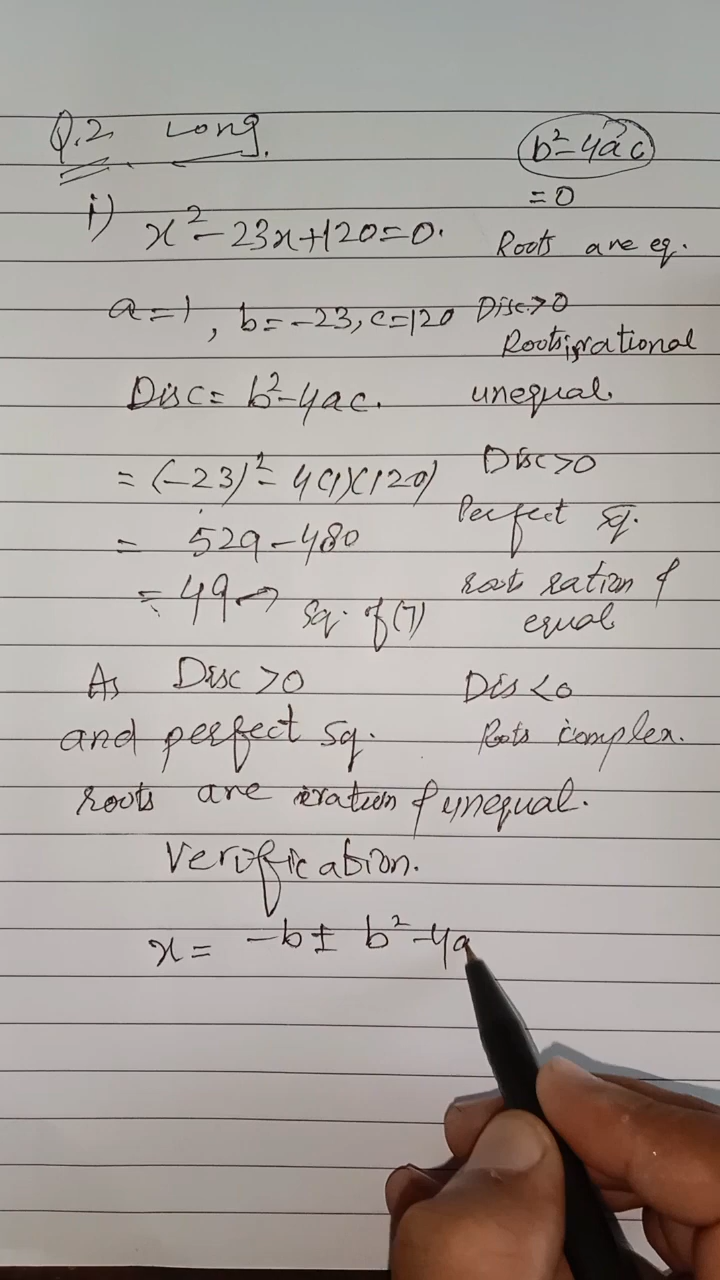 Q.2 Long.
b²-4ac
= 0
i) x²-23x+120=0.
Roots are eq.
a=1, b=-23, c=120
Disc>0
Roots irrational
unequal.
Disc= b²-4ac.
= (-23)²- 4(1)(120)
= 529-480
= 49→ Sq. of (7)
Disc>0
Perfect sq.
root ration &
equal
As Disc >0
and perfect Sq.
roots are ration & unequal.
Dis <0
Roots complex.
Verification.
x= -b± b²-4a